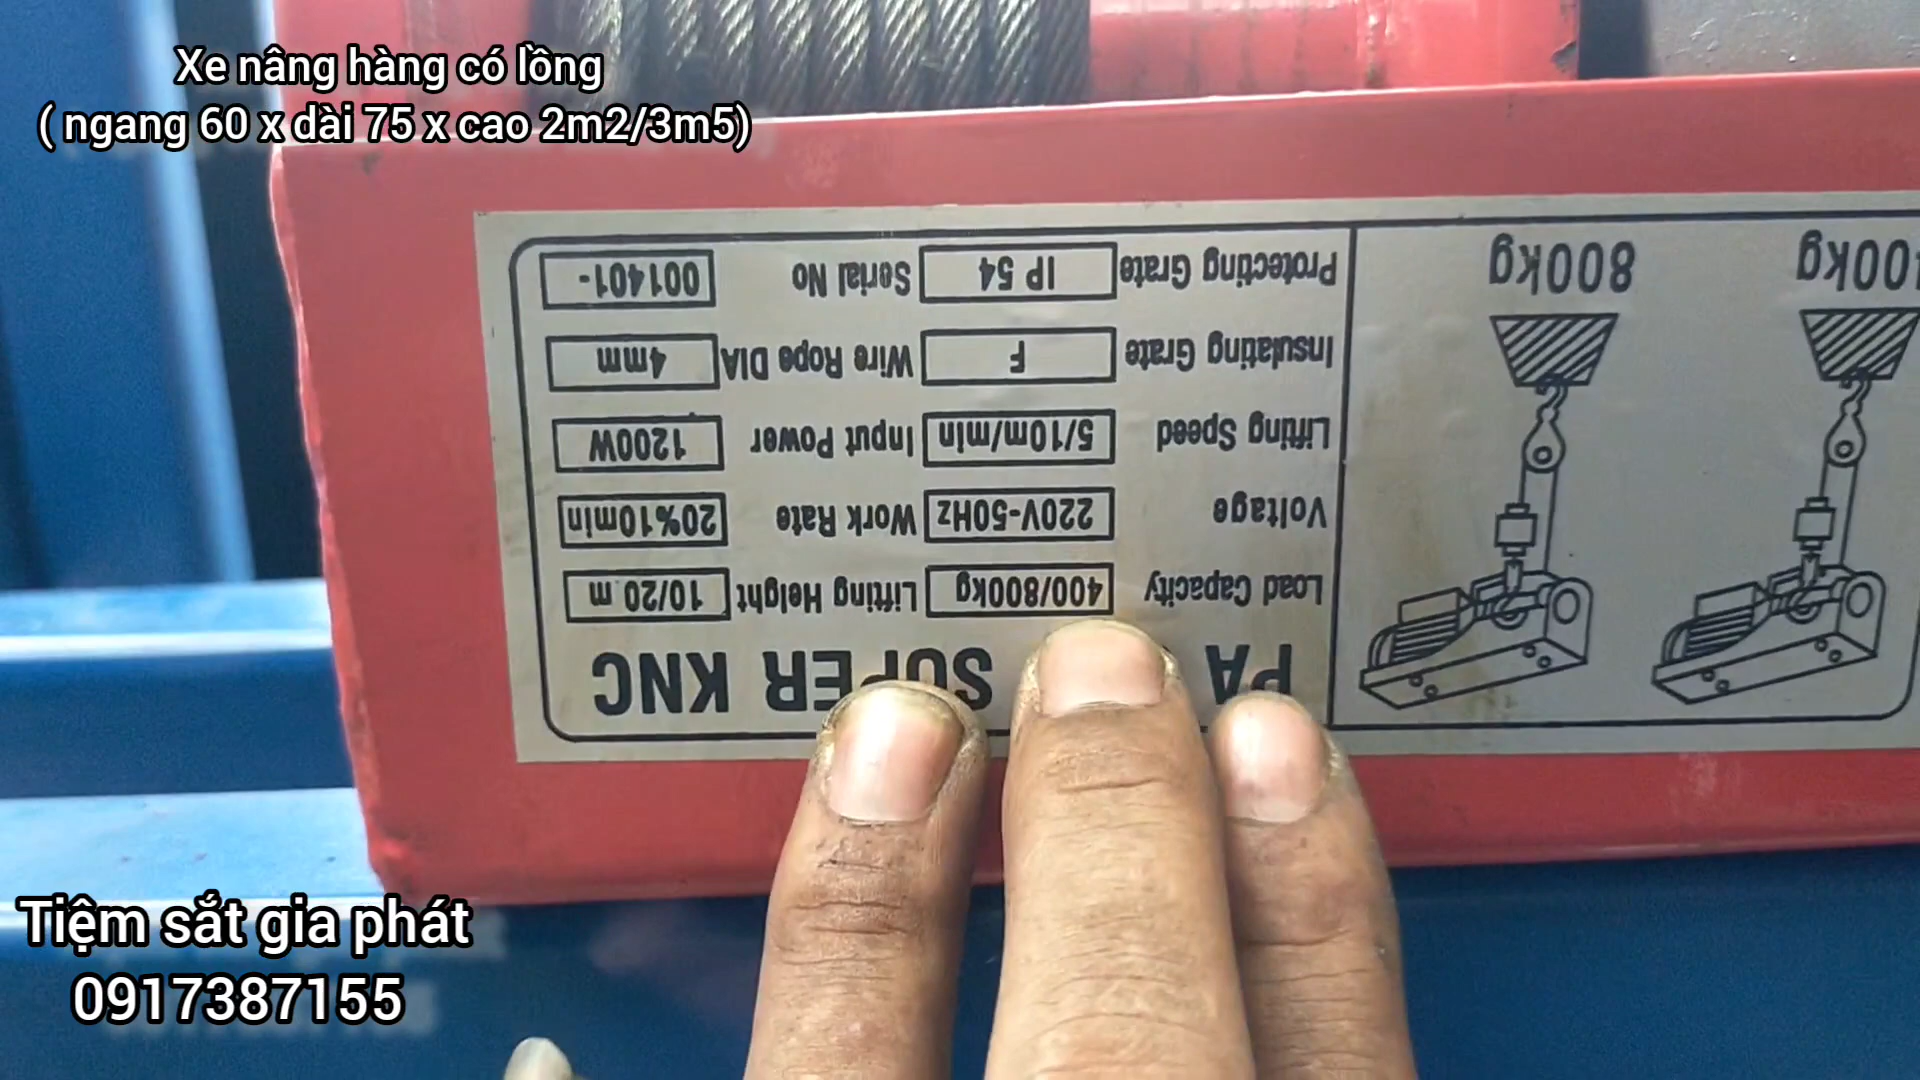 Xe nâng hàng có lồng
( ngang 60 x dài 75 x cao 2m2/3m5)
PA SUPER KNC
Load Capacity 400/800kg Lifting Height 10/20 m
Voltage 220V-50Hz Work Rate 20%10min
Lifting Speed 5/10m/min Input Power 1200W
Insulating Grate F Wire Rope DIA 4mm
Protecting Grate IP 54 Serial No 001401-
800kg
Tiệm sắt gia phát
0917387155